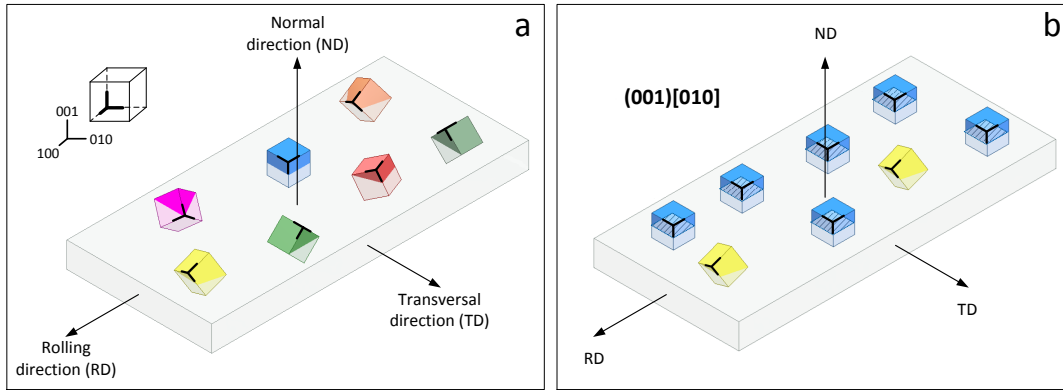 a
Normal
direction (ND)
001
010
100
Transversal
direction (TD)
Rolling
direction (RD)
b
ND
(001)[010]
TD
RD